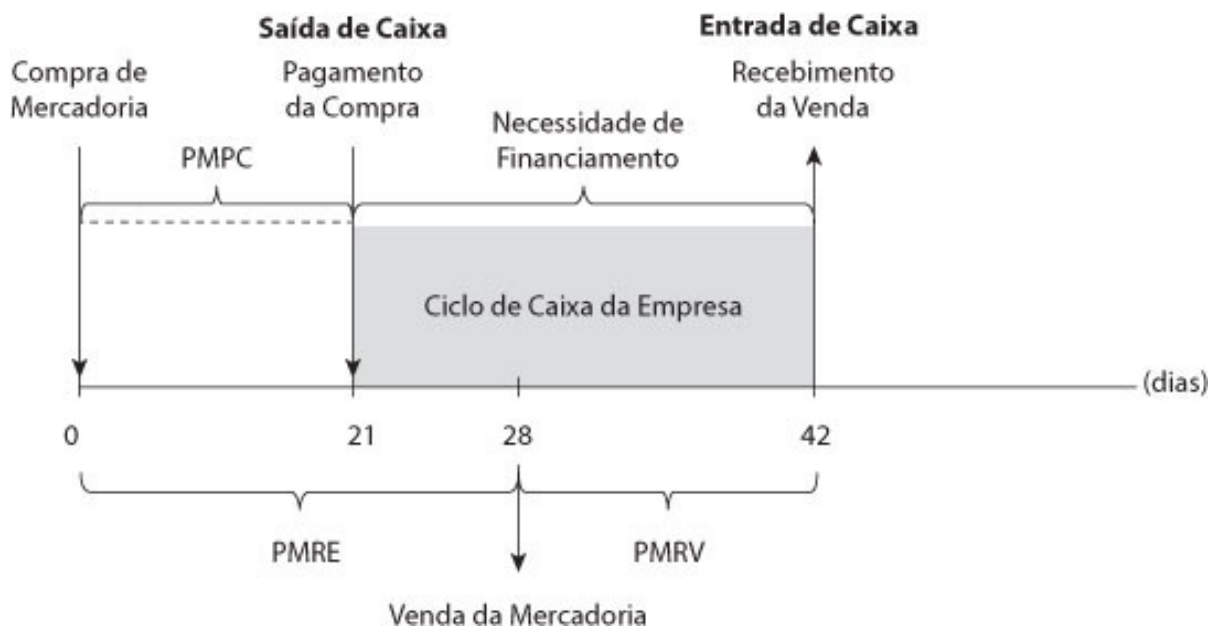 Saída de Caixa
Entrada de Caixa
Compra de
Mercadoria
Pagamento
da Compra
Recebimento
da Venda
PMPC
Necessidade de
Financiamento
Ciclo de Caixa da Empresa
(dias)
0
21
28
42
PMRE
PMRV
Venda da Mercadoria